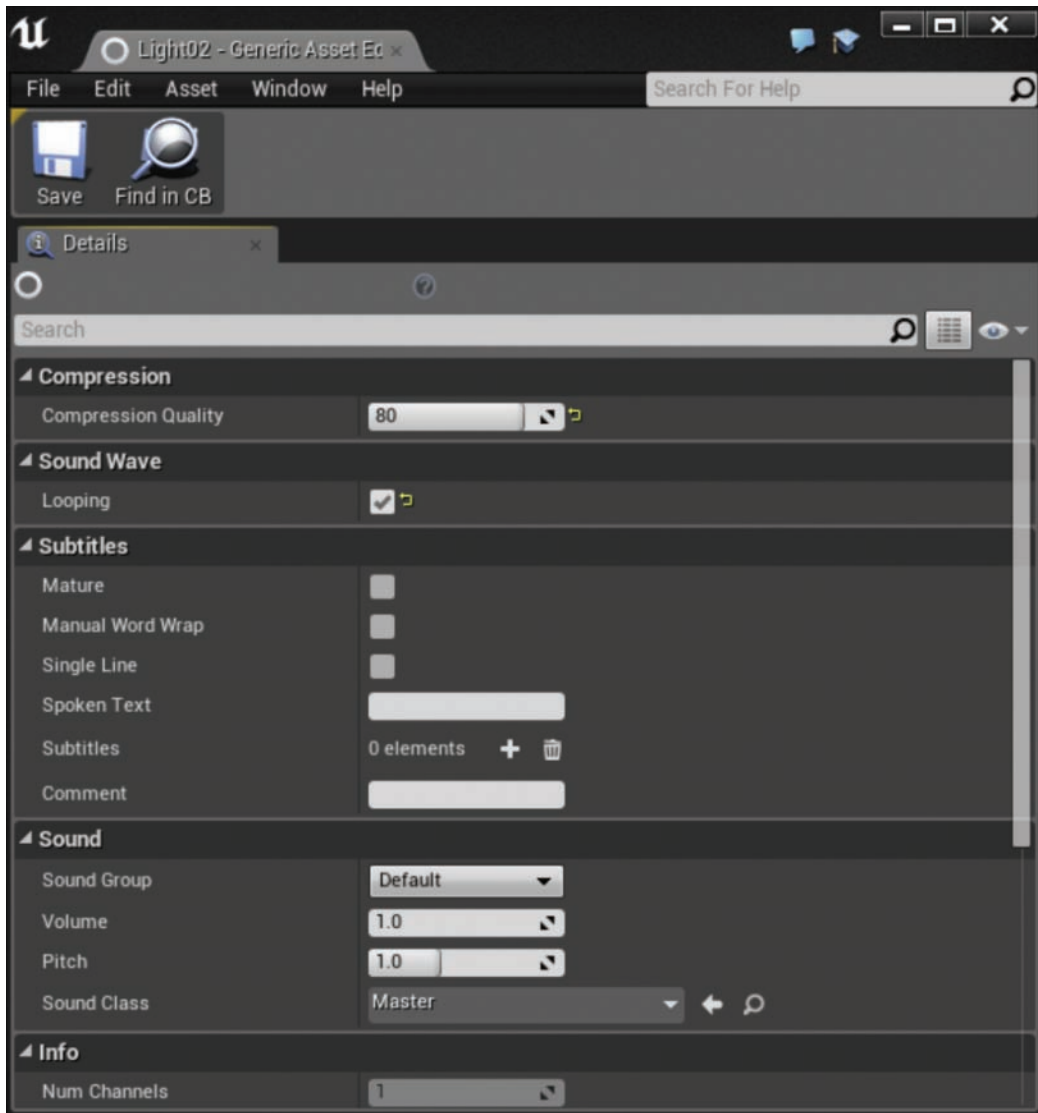 Light02 - Generic Asset Ed
File Edit Asset Window Help Search For Help
Save Find in CB
Details
Search
Compression
Compression Quality 80
Sound Wave
Looping
Subtitles
Mature
Manual Word Wrap
Single Line
Spoken Text
Subtitles 0 elements
Comment
Sound
Sound Group Default
Volume 1.0
Pitch 1.0
Sound Class Master
Info
Num Channels 1